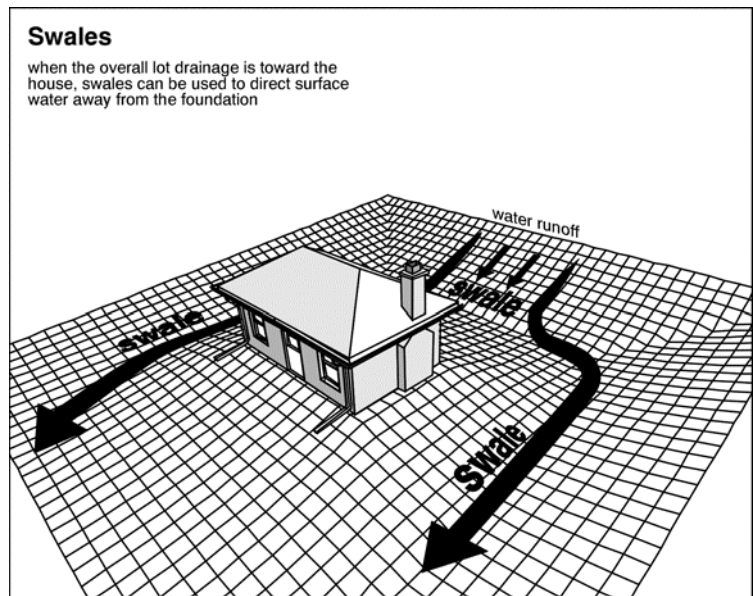 Swales
when the overall lot drainage is toward the
house, swales can be used to direct surface
water away from the foundation
water runoff
swale
swale
Swale